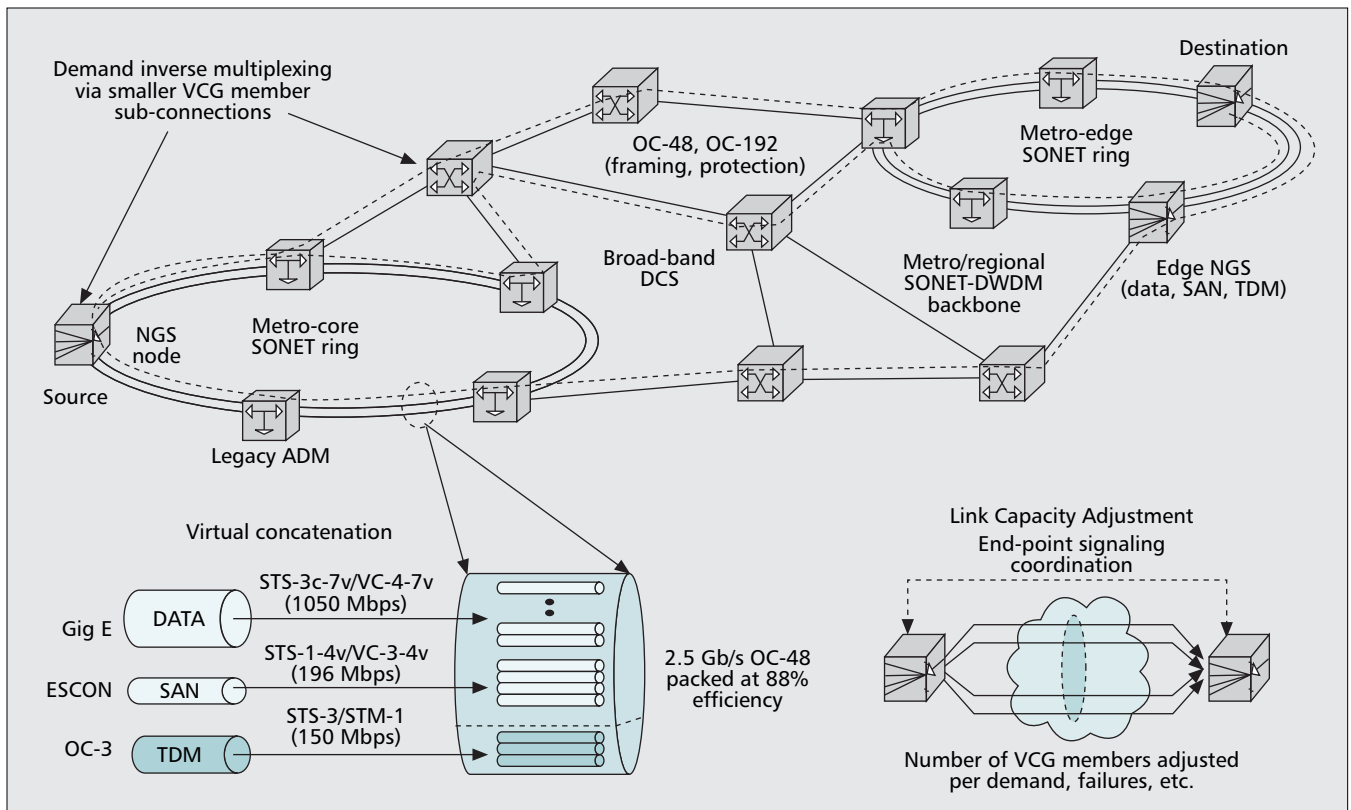 Demand inverse multiplexing
via smaller VCG member
sub-connections
Destination
OC-48, OC-192
(framing, protection)
Metro-edge
SONET ring
Broad-band
DCS
Metro/regional
SONET-DWDM
backbone
Edge NGS
(data, SAN, TDM)
NGS
node
Metro-core
SONET ring
Source
Legacy ADM
Virtual concatenation
Gig E
DATA
STS-3c-7v/VC-4-7v
(1050 Mbps)
ESCON
SAN
STS-1-4v/VC-3-4v
(196 Mbps)
OC-3
TDM
STS-3/STM-1
(150 Mbps)
2.5 Gb/s OC-48
packed at 88%
efficiency
Link Capacity Adjustment
End-point signaling
coordination
Number of VCG members adjusted
per demand, failures, etc.